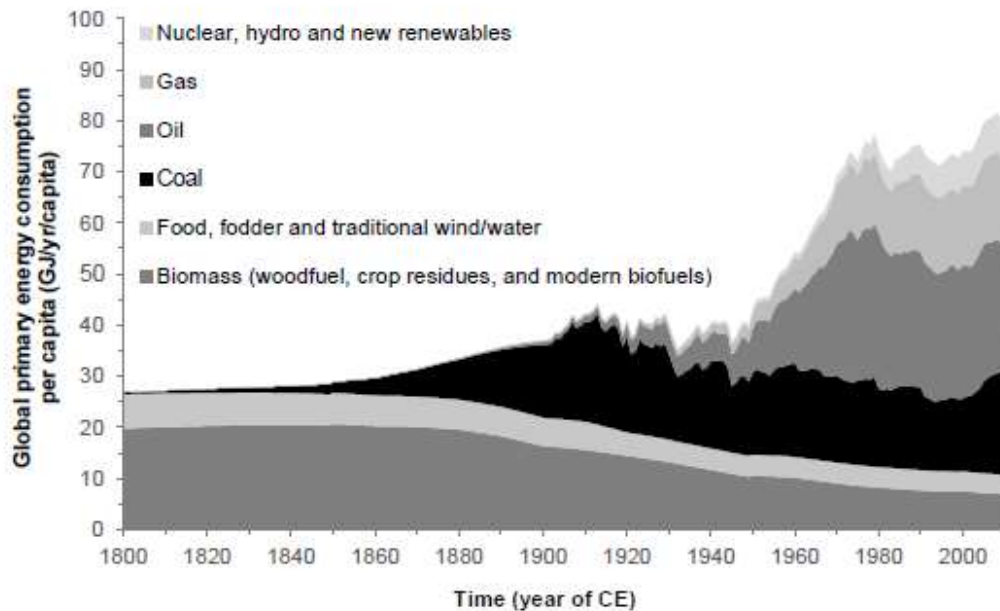 Global primary energy consumption
per capita (GJ/yr/capita)
100
90
80
70
60
50
40
30
20
10
0
Nuclear, hydro and new renewables
Gas
Oil
Coal
Food, fodder and traditional wind/water
Biomass (woodfuel, crop residues, and modern biofuels)
1800 1820 1840 1860 1880 1900 1920 1940 1960 1980 2000
Time (year of CE)